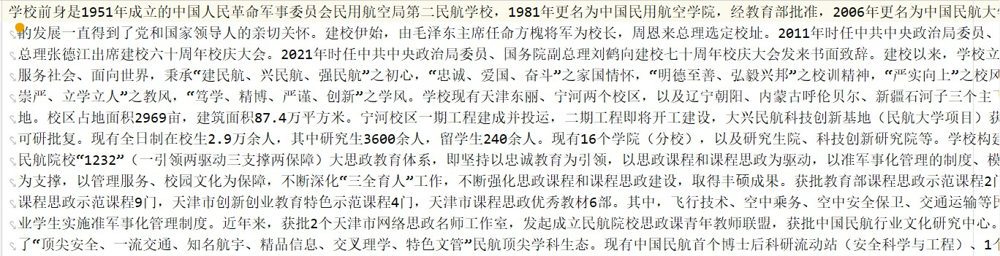 学校前身是1951年成立的中国人民革命军事委员会民用航空局第二民航学校，1981年更名为中国民用航空学院，经教育部批准，2006年更名为中国民航大
的发展一直得到了党和国家领导人的亲切关怀。建校伊始，由毛泽东主席任命方槐将军为校长，周恩来总理选定校址。2011年时任中共中央政治局委员、
总理张德江出席建校六十周年校庆大会。2021年时任中共中央政治局委员、国务院副总理刘鹤向建校七十周年校庆大会发来书面致辞。建校以来，学校立
服务社会、面向世界，秉承“建民航、兴民航、强民航”之初心，“忠诚、爱国、奋斗”之家国情怀，“明德至善、弘毅兴邦”之校训精神，“严实向上”之校风
崇严、立学立人”之教风，“笃学、精博、严谨、创新”之学风。学校现有天津东丽、宁河两个校区，以及辽宁朝阳、内蒙古呼伦贝尔、新疆石河子三个主
地。校区占地面积2969亩，建筑面积87.4万平方米。宁河校区一期工程建成并投运，二期工程即将开工建设，大兴民航科技创新基地（民航大学项目）获
可研批复。现有全日制在校生2.9万余人，其中研究生3600余人，留学生240余人。现有16个学院（分校），以及研究生院、科技创新研究院等。学校构建
民航院校“1232”（一引领两驱动三支撑两保障）大思政教育体系，即坚持以忠诚教育为引领，以思政课程和课程思政为驱动，以准军事化管理的制度、模
为支撑，以管理服务、校园文化为保障，不断深化“三全育人”工作，不断强化思政课程和课程思政建设，取得丰硕成果。获批教育部课程思政示范课程2门
课程思政示范课程9门，天津市创新创业教育特色示范课程4门，天津市课程思政优秀教材6部。其中，飞行技术、空中乘务、空中安全保卫、交通运输等
业学生实施准军事化管理制度。近年来，获批2个天津市网络思政名师工作室，发起成立民航院校思政课青年教师联盟，获批中国民航行业文化研究中心。
了“顶尖安全、一流交通、知名航宇、精品信息、交叉理学、特色文管”民航顶尖学科生态。现有中国民航首个博士后科研流动站（安全科学与工程）、1